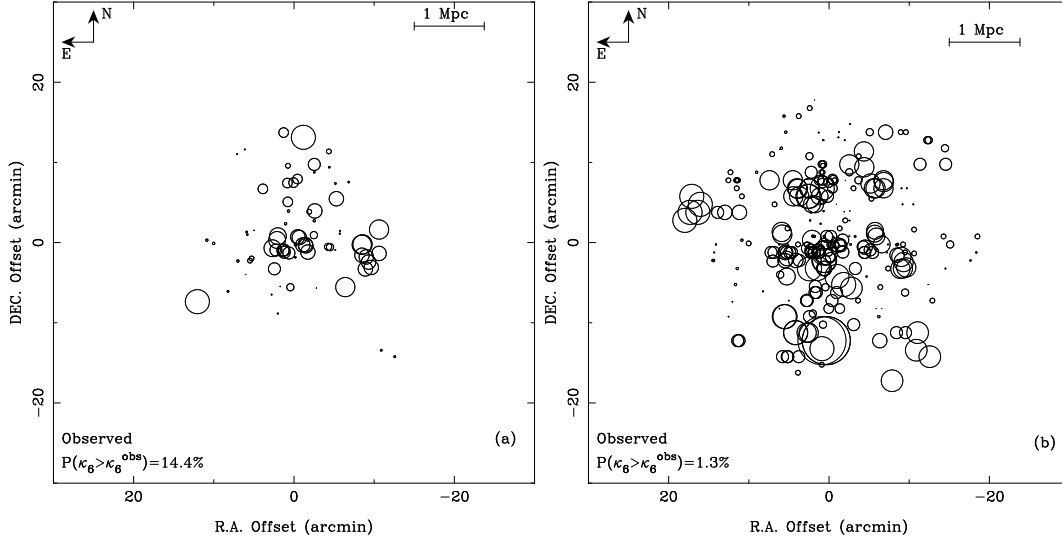 N
E
1 Mpc
20
0
−20
DEC. Offset (arcmin)
Observed
P(κ₆>κ₆ᵒᵇˢ)=14.4%
(a)
20
0
−20
R.A. Offset (arcmin)
N
E
1 Mpc
20
0
−20
DEC. Offset (arcmin)
Observed
P(κ₆>κ₆ᵒᵇˢ)=1.3%
(b)
20
0
−20
R.A. Offset (arcmin)